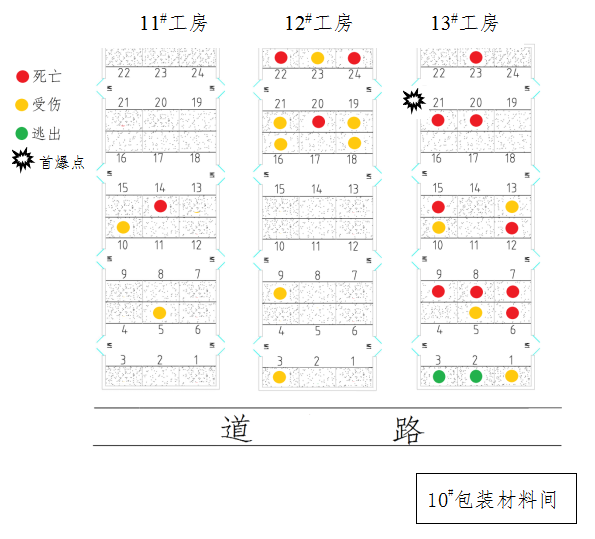 11#工房 12#工房 13#工房
死亡
受伤
逃出
首爆点
22 23 24 22 23 24 22 23 24
21 20 19 21 20 19 21 20 19
16 17 18 16 17 18 16 17 18
15 14 13 15 14 13 15 14 13
10 11 12 10 11 12 10 11 12
9 8 7 9 8 7 9 8 7
4 5 6 4 5 6 4 5 6
3 2 1 3 2 1 3 2 1
道 路
10#包装材料间